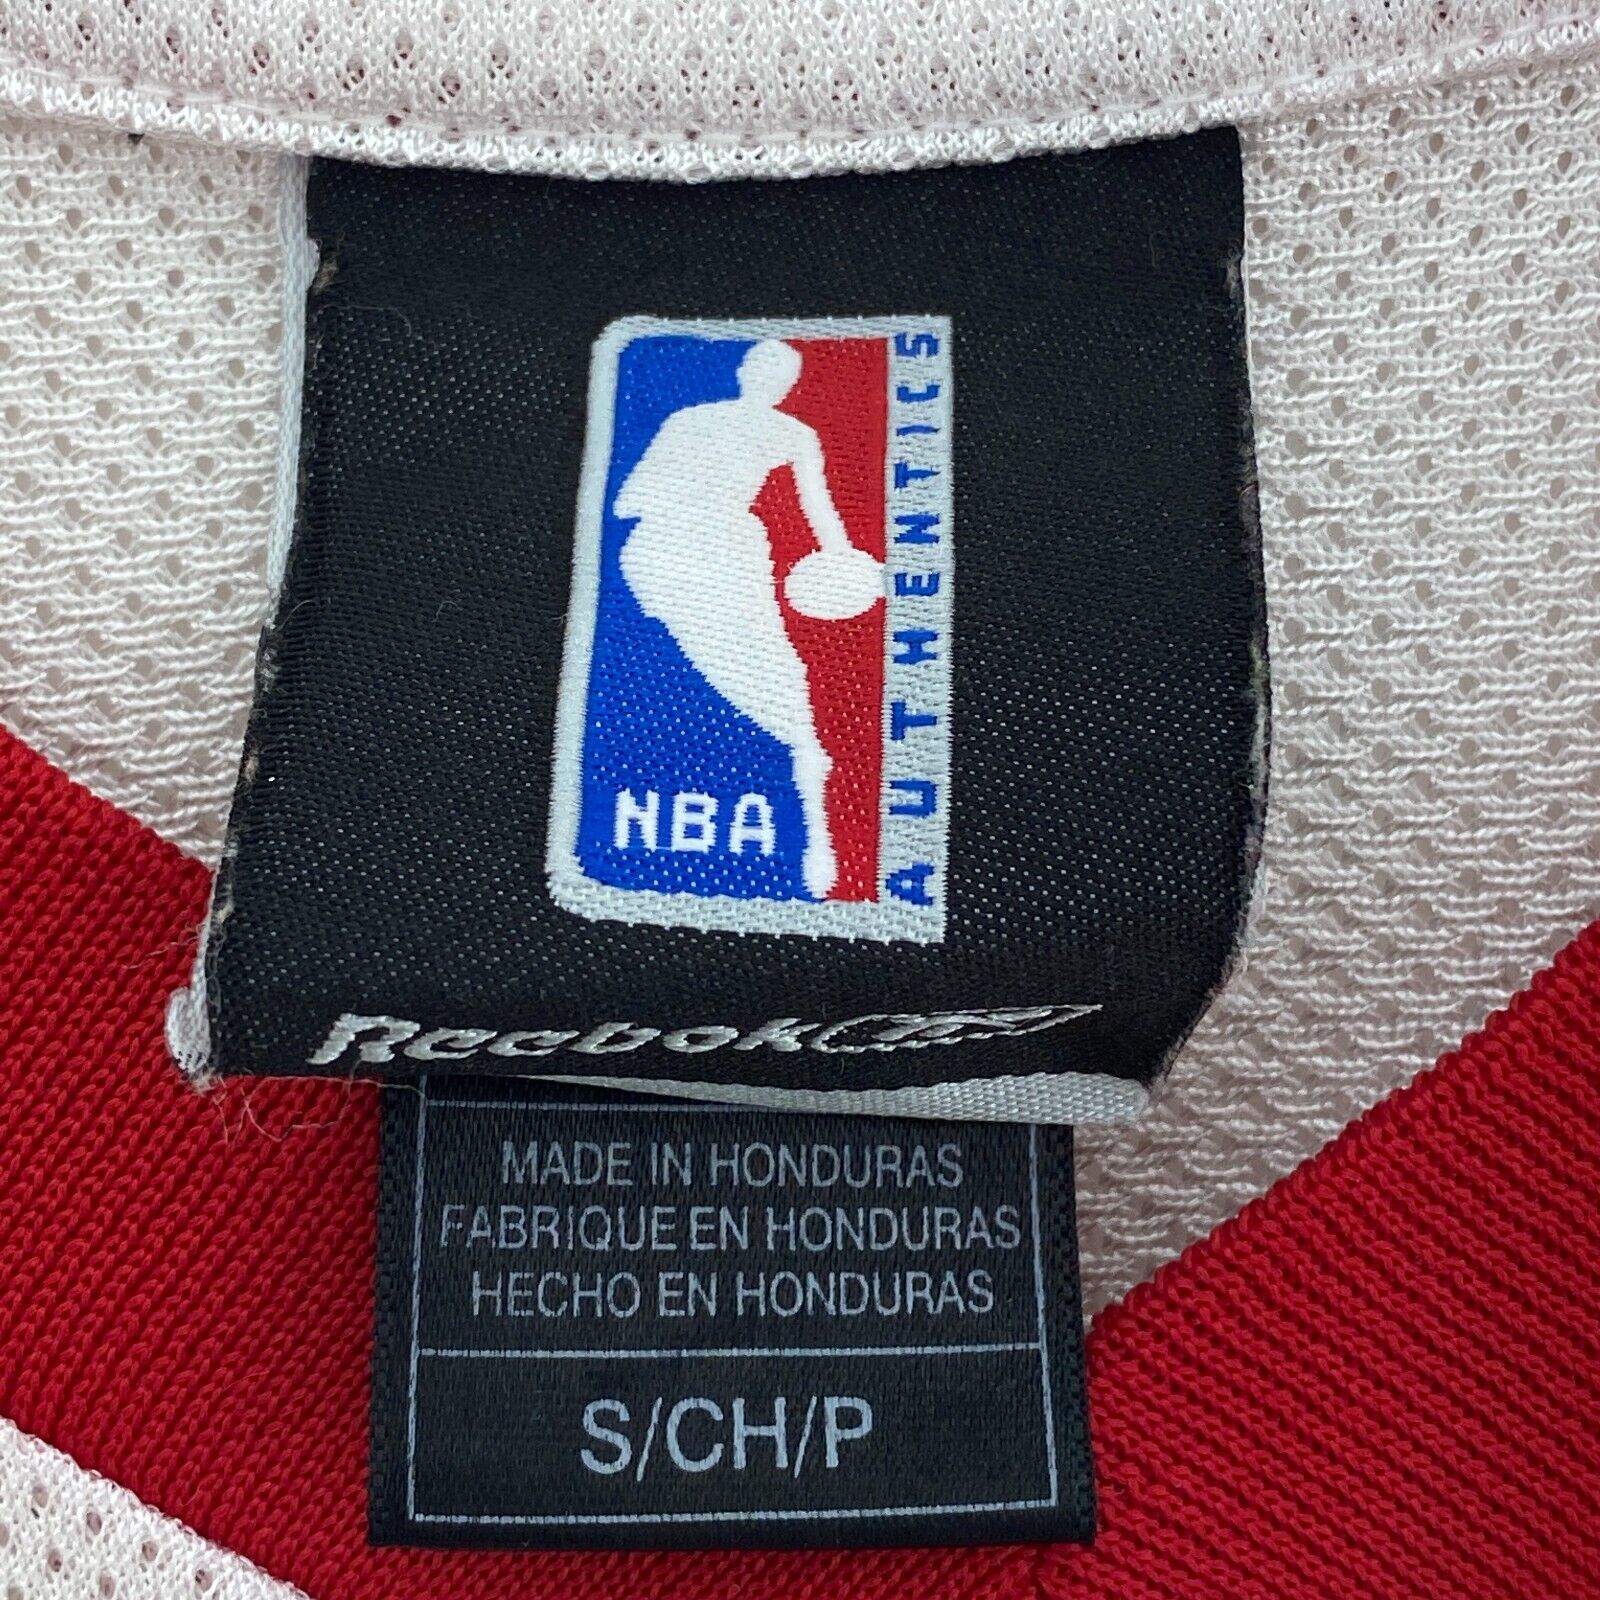 NBA
AUTHENTICS
Reebok
MADE IN HONDURAS
FABRIQUE EN HONDURAS
HECHO EN HONDURAS
S/CH/P